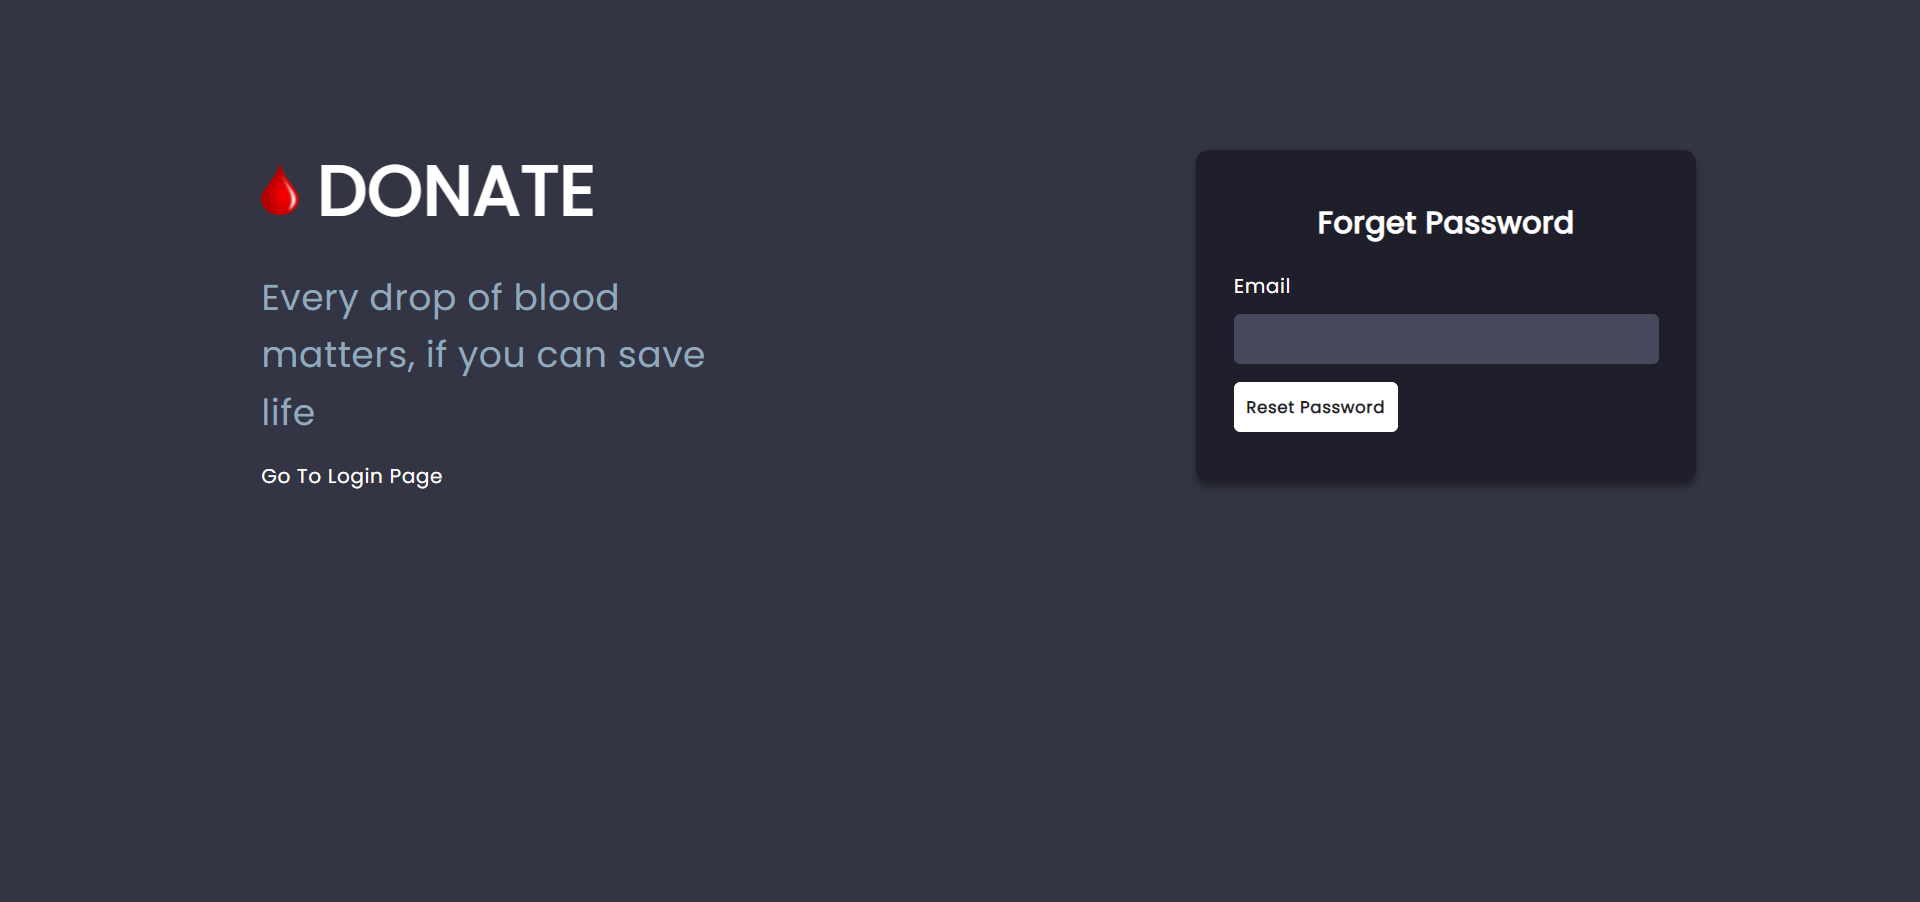 DONATE
Every drop of blood
matters, if you can save
life
Go To Login Page
Forget Password
Email
Reset Password